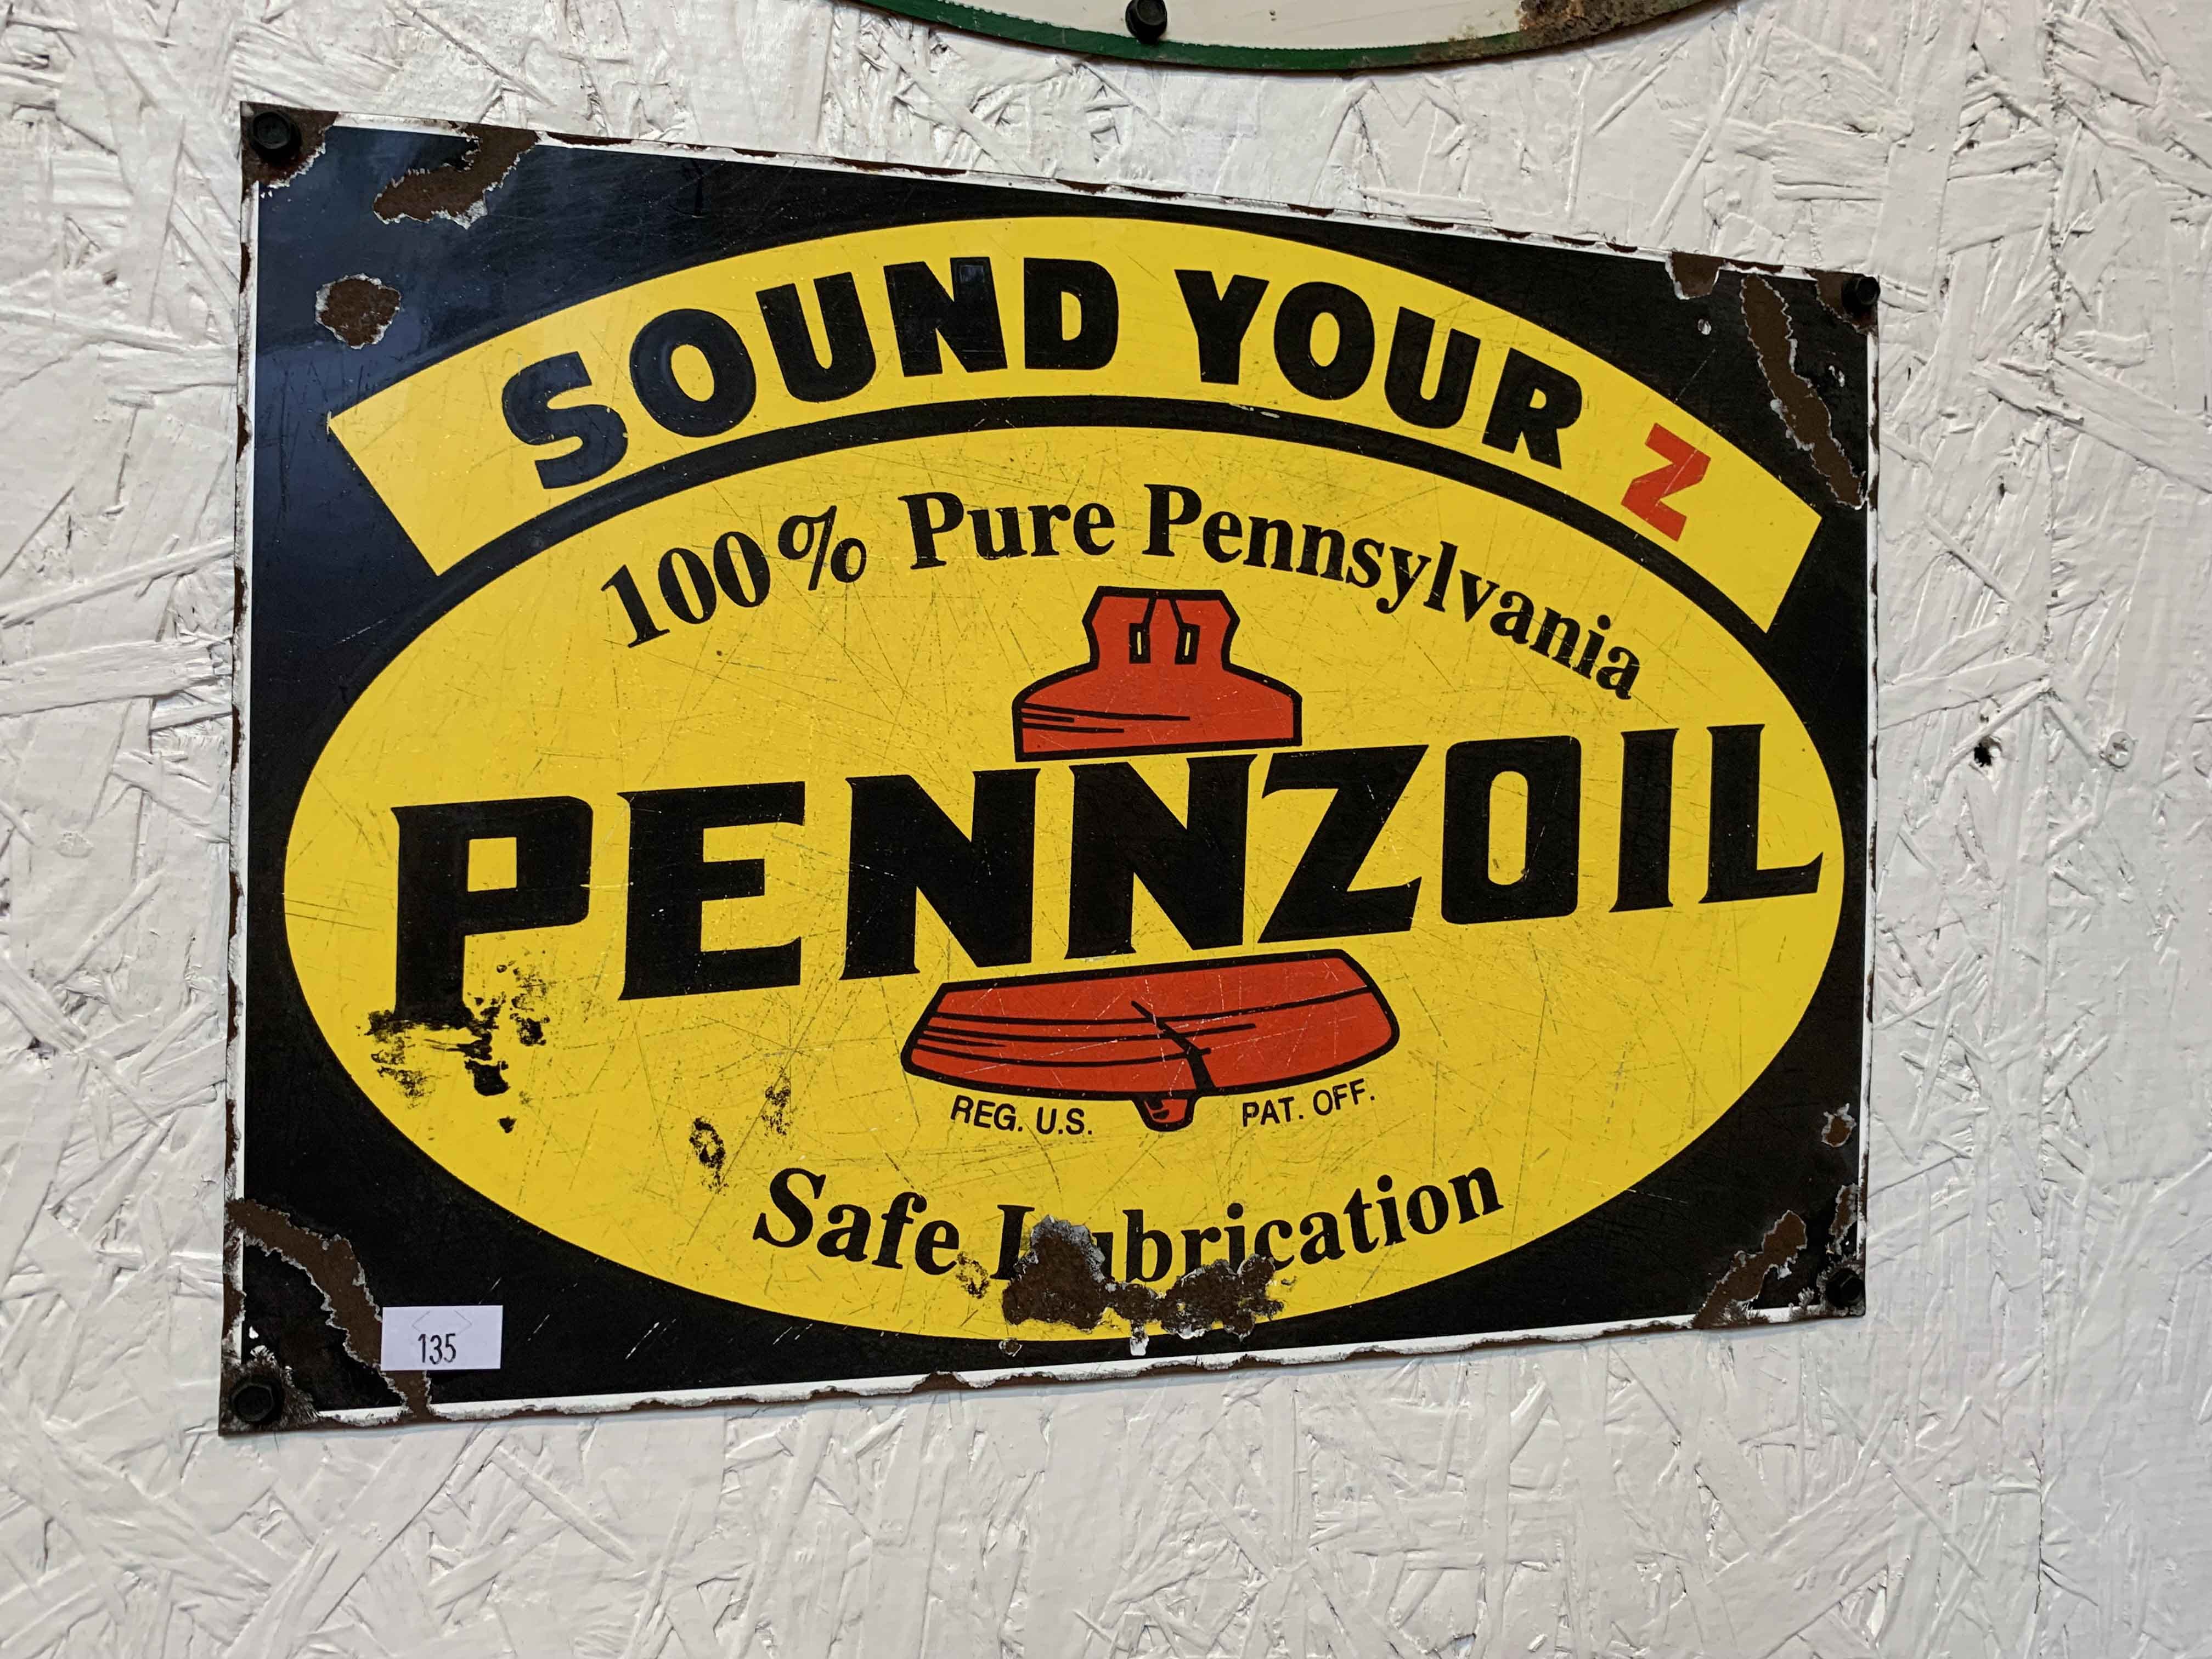 SOUND YOUR Z
100% Pure Pennsylvania
PENNZOIL
REG. U.S. PAT. OFF.
Safe Lubrication
135